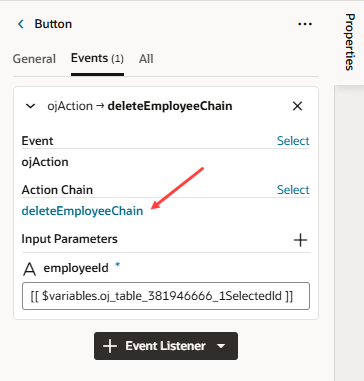 Button
Properties
General Events (1) All
ojAction → deleteEmployeeChain
Event Select
ojAction
Action Chain Select
deleteEmployeeChain
Input Parameters
A employeeId *
[[ $variables.oj_table_381946666_1SelectedId ]]
+ Event Listener